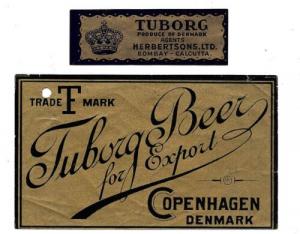 TUBORG
PRODUCE OF DENMARK
AGENTS
HERBERTSONS, LTD.
BOMBAY - CALCUTTA
TRADE T MARK
Tuborg Beer
for Export
COPENHAGEN
DENMARK